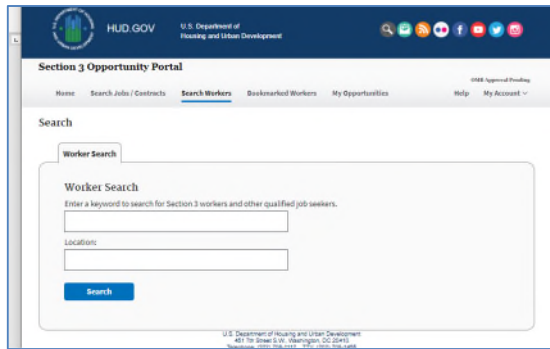 HUD.GOV
U.S. Department of
Housing and Urban Development
Section 3 Opportunity Portal
OMB Approval Pending
Home Search Jobs / Contracts Search Workers Bookmarked Workers My Opportunities Help My Account
Search
Worker Search
Worker Search
Enter a keyword to search for Section 3 workers and other qualified job seekers.
Location:
Search
U.S. Department of Housing and Urban Development
451 7th Street S.W., Washington, DC 20410